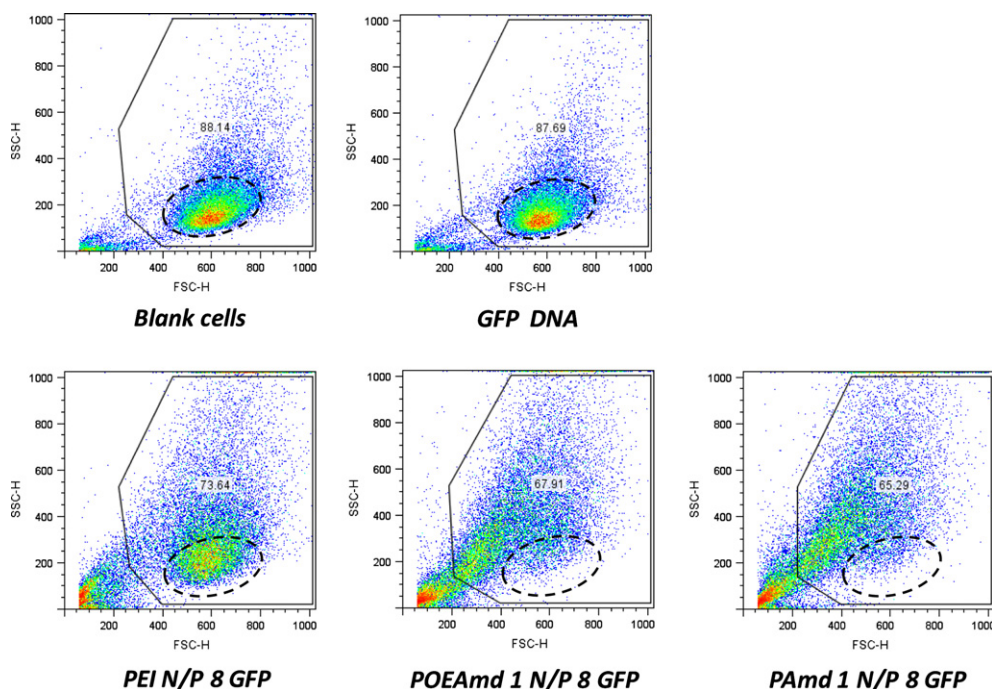 1000
800
600
400
200
SSC-H
88.14
200 400 600 800 1000
FSC-H
Blank cells
1000
800
600
400
200
SSC-H
87.69
200 400 600 800 1000
FSC-H
GFP DNA
1000
800
600
400
200
SSC-H
73.64
200 400 600 800 1000
FSC-H
PEI N/P 8 GFP
1000
800
600
400
200
SSC-H
67.91
200 400 600 800 1000
FSC-H
POEAmd 1 N/P 8 GFP
1000
800
600
400
200
SSC-H
65.29
200 400 600 800 1000
FSC-H
PAmd 1 N/P 8 GFP